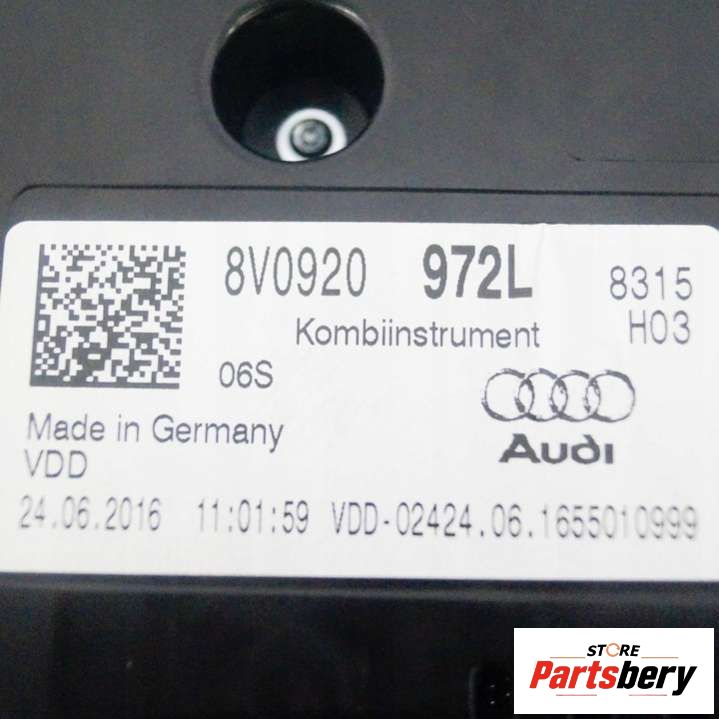 8V0920 972L 8315
Kombiinstrument H03
06S
Made in Germany
VDD
Audi
24.06.2016 11:01:59 VDD-02424.06.1655010999
STORE
Partsbery